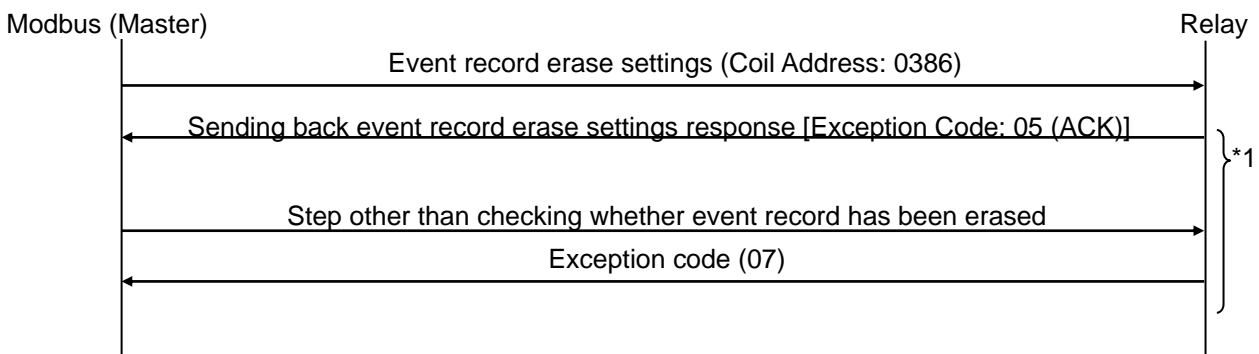 Modbus (Master)
Relay
Event record erase settings (Coil Address: 0386)
Sending back event record erase settings response [Exception Code: 05 (ACK)]
*1
Step other than checking whether event record has been erased
Exception code (07)